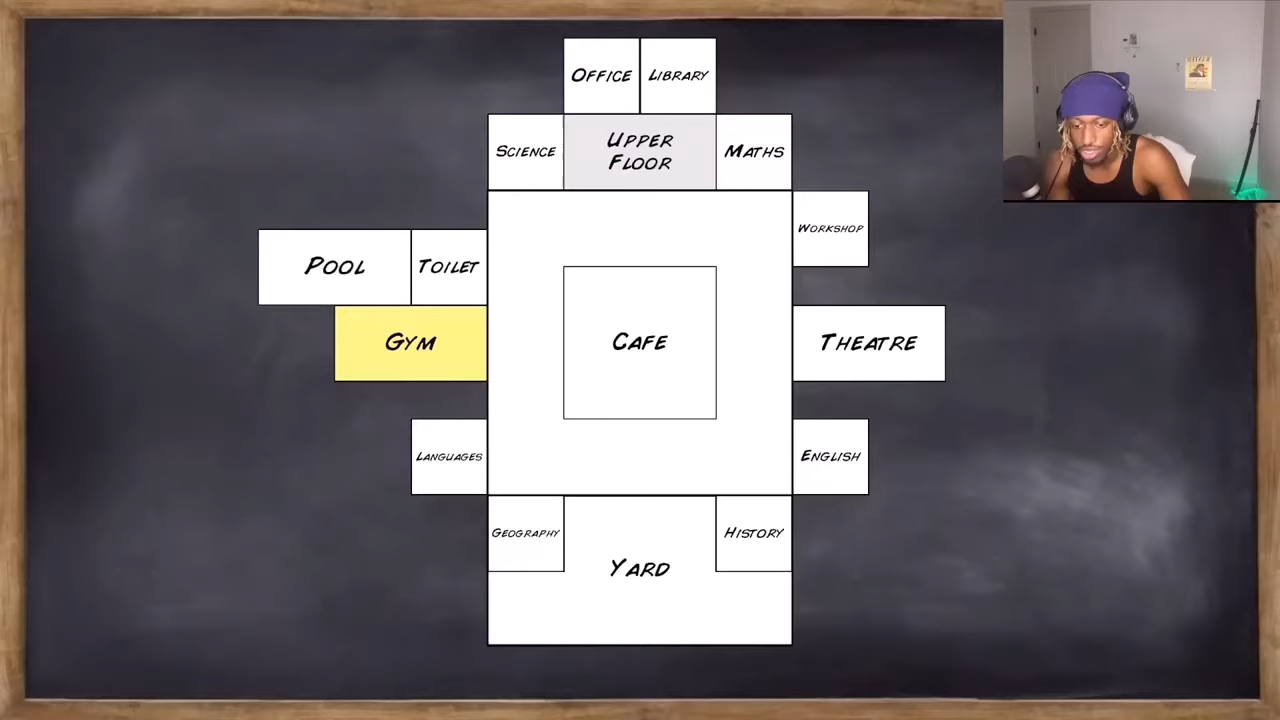 OFFICE
LIBRARY
SCIENCE
UPPER
FLOOR
MATHS
WORKSHOP
POOL
TOILET
GYM
CAFE
THEATRE
LANGUAGES
ENGLISH
GEOGRAPHY
HISTORY
YARD